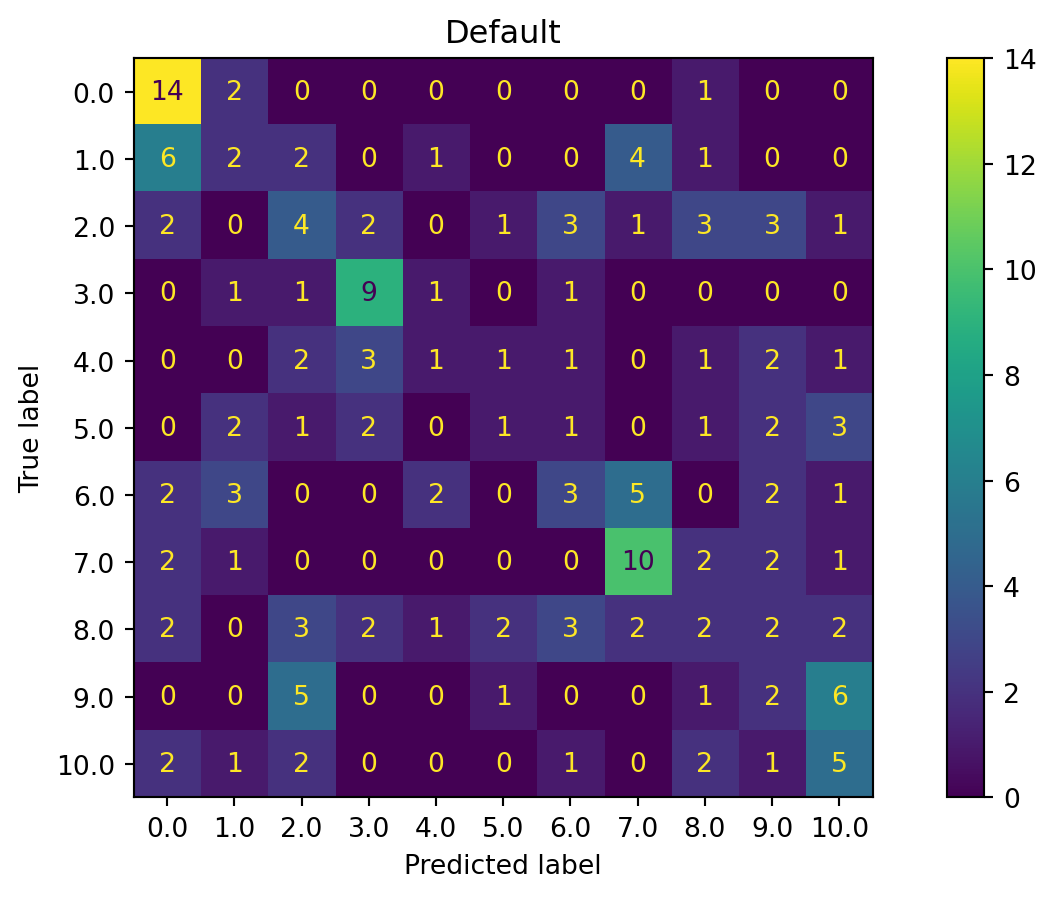 Default
0.0 14 2 0 0 0 0 0 0 1 0 0
1.0 6 2 2 0 1 0 0 4 1 0 0
2.0 2 0 4 2 0 1 3 1 3 3 1
3.0 0 1 1 9 1 0 1 0 0 0 0
4.0 0 0 2 3 1 1 1 0 1 2 1
5.0 0 2 1 2 0 1 1 0 1 2 3
6.0 2 3 0 0 2 0 3 5 0 2 1
7.0 2 1 0 0 0 0 0 10 2 2 1
8.0 2 0 3 2 1 2 3 2 2 2 2
9.0 0 0 5 0 0 1 0 0 1 2 6
10.0 2 1 2 0 0 0 1 0 2 1 5
0.0 1.0 2.0 3.0 4.0 5.0 6.0 7.0 8.0 9.0 10.0
Predicted label
True label
14
12
10
8
6
4
2
0